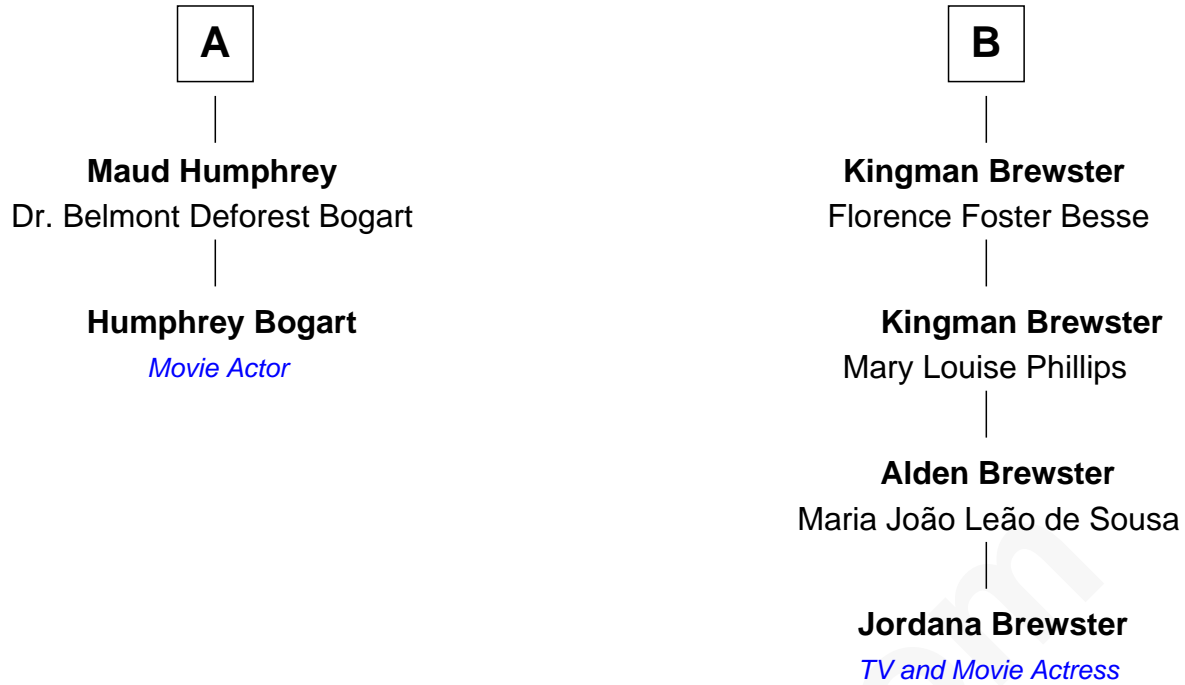 A
Maud Humphrey
Dr. Belmont Deforest Bogart
Humphrey Bogart
Movie Actor
B
Kingman Brewster
Florence Foster Besse
Kingman Brewster
Mary Louise Phillips
Alden Brewster
Maria João Leão de Sousa
Jordana Brewster
TV and Movie Actress